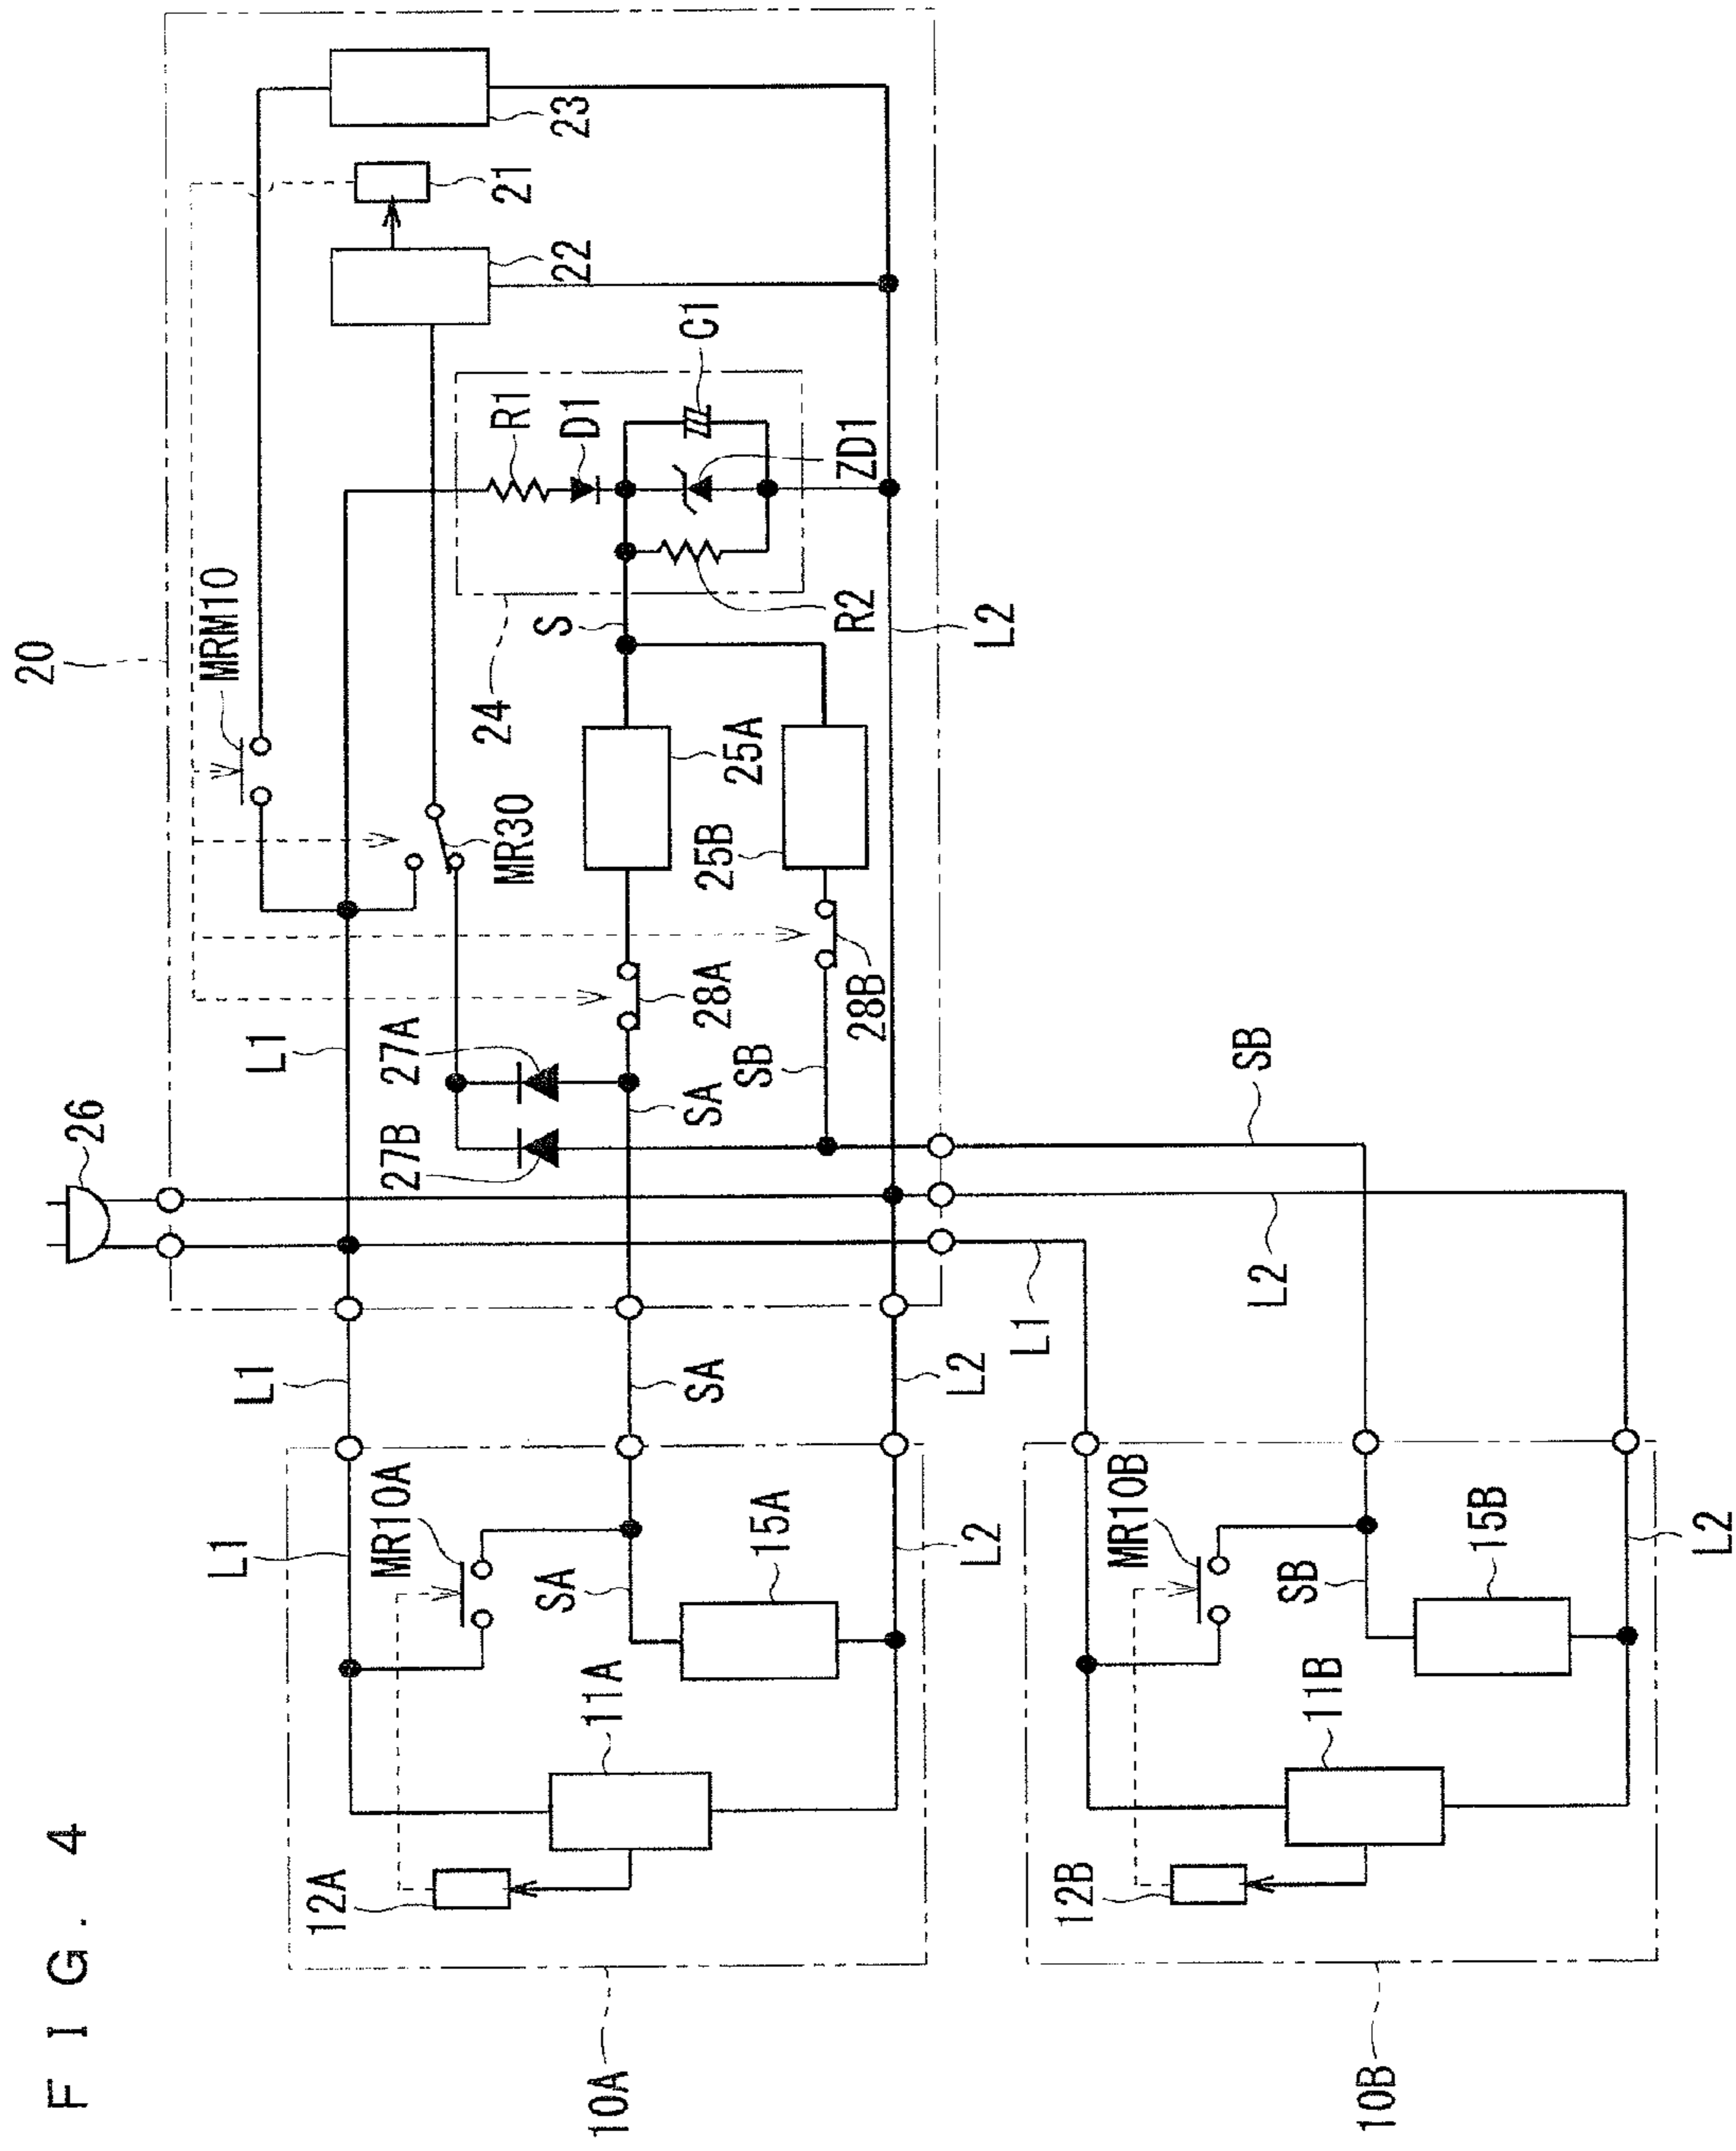 FIG. 4
20
26
L1
MRM10
MR30
27A
27B
28A
SA
SB
28B
25A
25B
24
S
R1
D1
C1
ZD1
R2
L2
22
21
23
L1
SA
L2
L1
L2
SB
10A
12A
11A
L1
MR10A
SA
15A
L2
10B
12B
11B
MR10B
SB
15B
L2